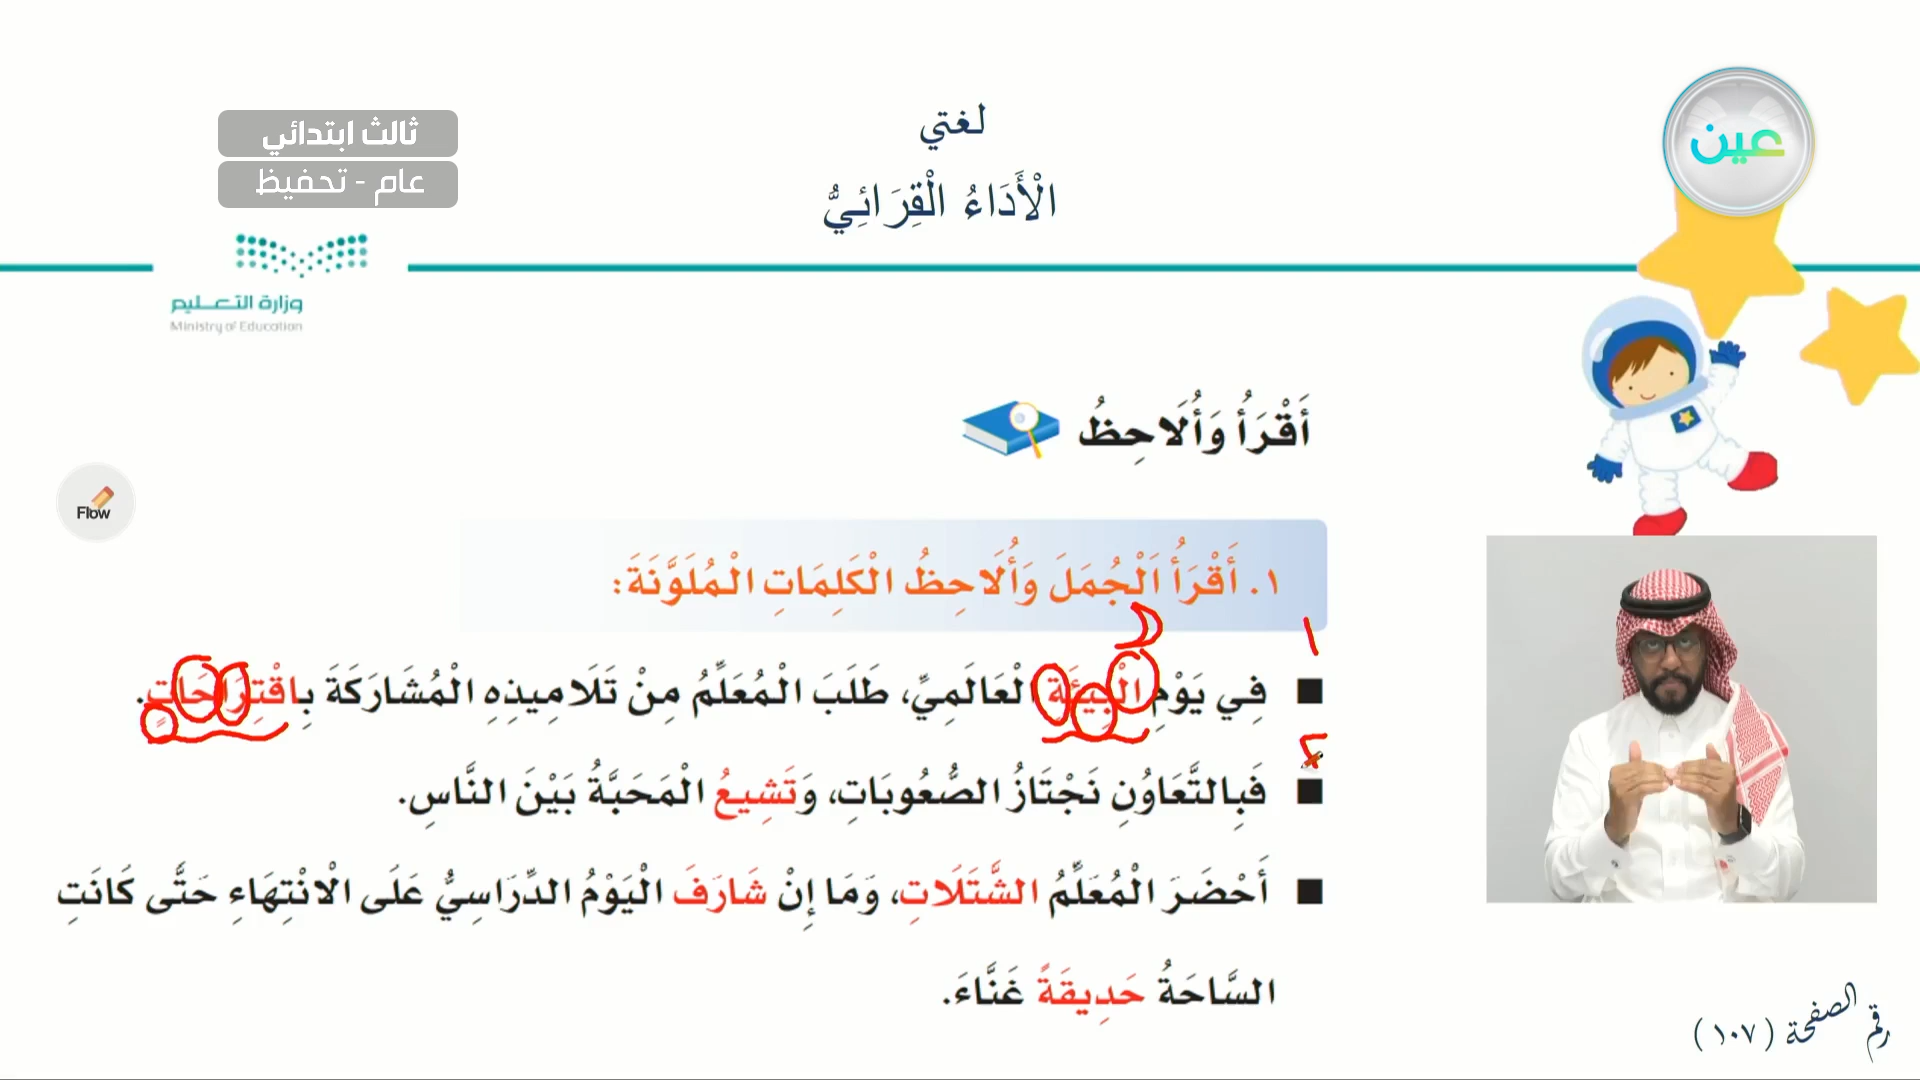 لغتي
الْأَدَاءُ الْقِرَائِيُّ
عين
ثالث ابتدائي
عام - تحفيظ
وزارة التعليم
Ministry of Education
أَقْرَأُ وَأُلَاحِظُ
Flow
١. أَقْرَأُ اَلْجُمَلَ وَأُلَاحِظُ الْكَلِمَاتِ الْمُلَوَّنَةَ:
١
■ فِي يَوْمِ الْبِيئَةِ الْعَالَمِيِّ، طَلَبَ الْمُعَلِّمُ مِنْ تَلَامِيذِهِ الْمُشَارَكَةَ بِاقْتِرَاحَاتٍ.
■ فَبِالتَّعَاوُنِ نَجْتَازُ الصُّعُوبَاتِ، وَتَشِيعُ الْمَحَبَّةُ بَيْنَ النَّاسِ.
■ أَحْضَرَ الْمُعَلِّمُ الشَّتَلَاتِ، وَمَا إِنْ شَارَفَ الْيَوْمُ الدِّرَاسِيُّ عَلَى الْانْتِهَاءِ حَتَّى كَانَتِ
السَّاحَةُ حَدِيقَةً غَنَّاءَ.
رقم الصفحة (١٠٧)